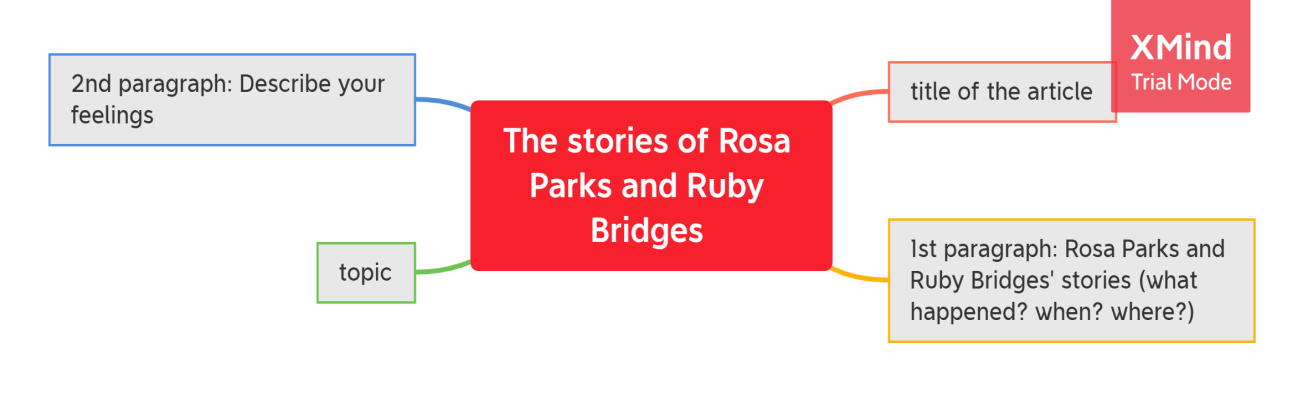 The stories of Rosa
Parks and Ruby
Bridges
title of the article
1st paragraph: Rosa Parks and
Ruby Bridges' stories (what
happened? when? where?)
2nd paragraph: Describe your
feelings
topic
XMind
Trial Mode